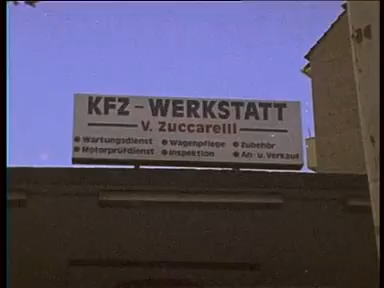 KFZ - WERKSTATT
V. Zuccarelli
• Wartungsdienst • Wagenpflege • Zubehör
• Motorprüfdienst • Inspektion • An- u. Verkauf